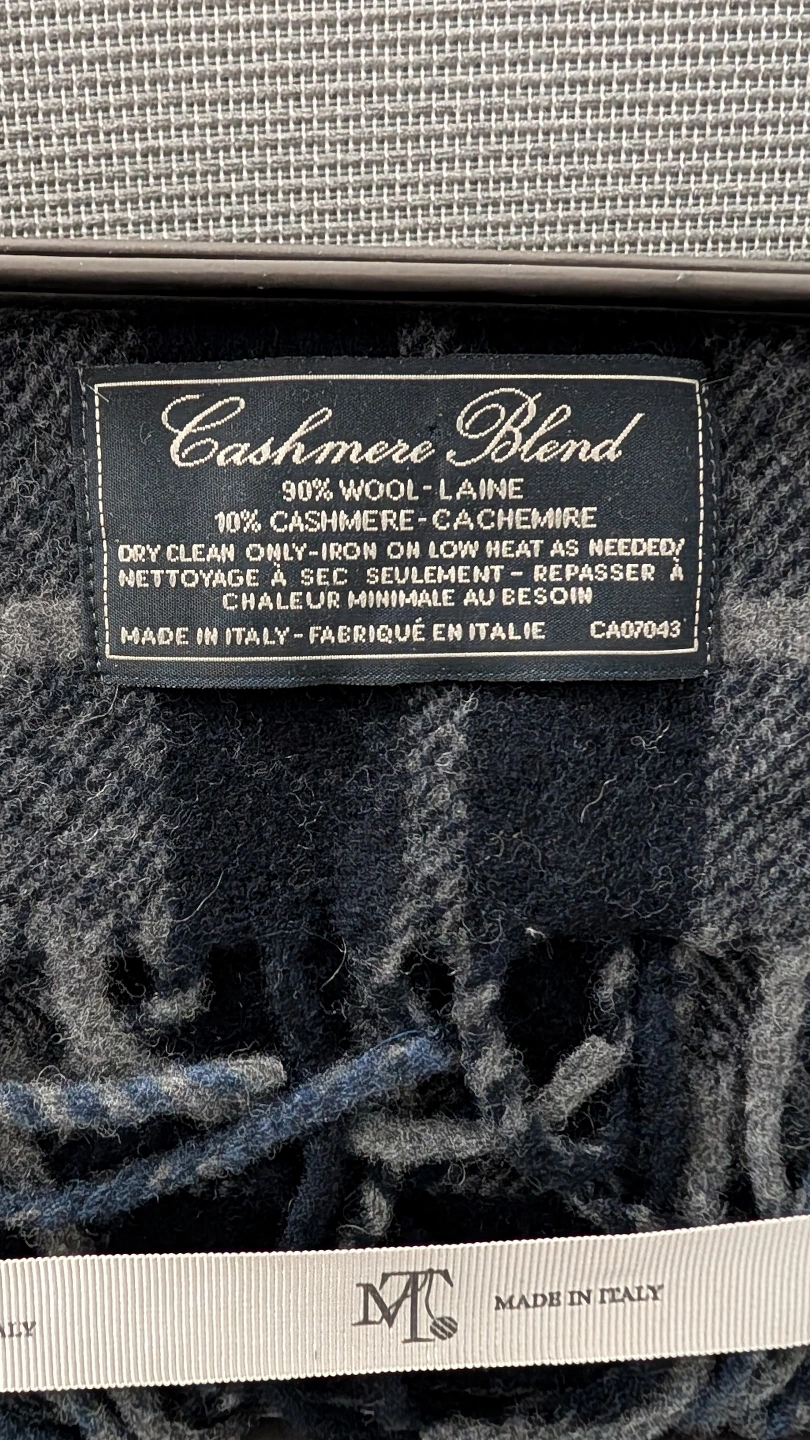 Cashmere Blend
90% WOOL-LAINE
10% CASHMERE-CACHEMIRE
DRY CLEAN ONLY-IRON ON LOW HEAT AS NEEDED/
NETTOYAGE À SEC SEULEMENT- REPASSER À
CHALEUR MINIMALE AU BESOIN
MADE IN ITALY-FABRIQUÉ EN ITALIE CA07043
MADE IN ITALY